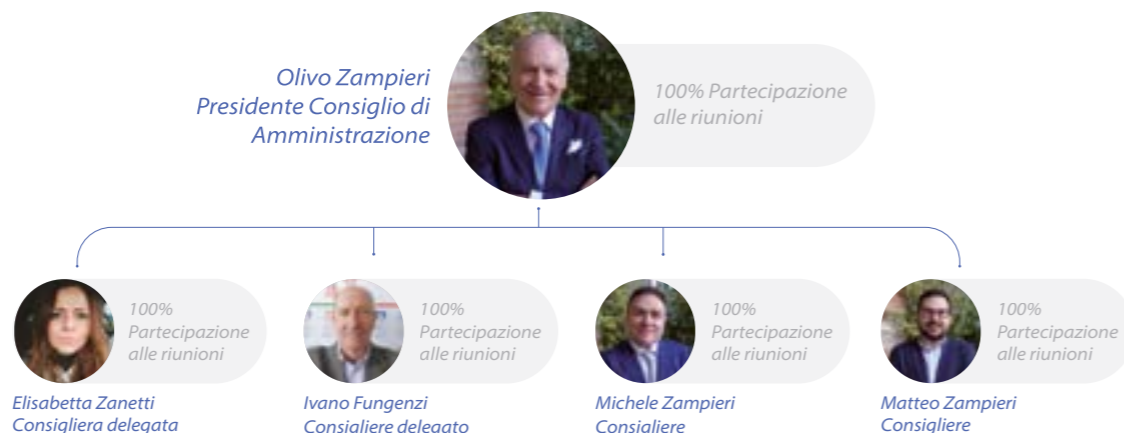 Olivo Zampieri
Presidente Consiglio di
Amministrazione
100% Partecipazione
alle riunioni
100%
Partecipazione
alle riunioni
Elisabetta Zanetti
Consigliera delegata
100%
Partecipazione
alle riunioni
Ivano Fungenzi
Consigliere delegato
100%
Partecipazione
alle riunioni
Michele Zampieri
Consigliere
100%
Partecipazione
alle riunioni
Matteo Zampieri
Consigliere